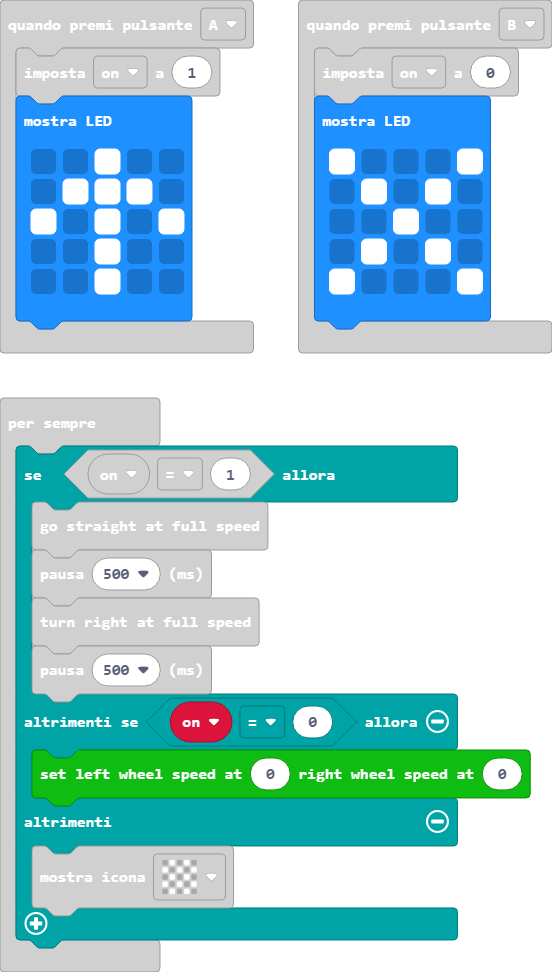 quando premi pulsante A
imposta on a 1
mostra LED
quando premi pulsante B
imposta on a 0
mostra LED
per sempre
se on = 1 allora
go straight at full speed
pausa 500 (ms)
turn right at full speed
pausa 500 (ms)
altrimenti se on = 0 allora
set left wheel speed at 0 right wheel speed at 0
altrimenti
mostra icona